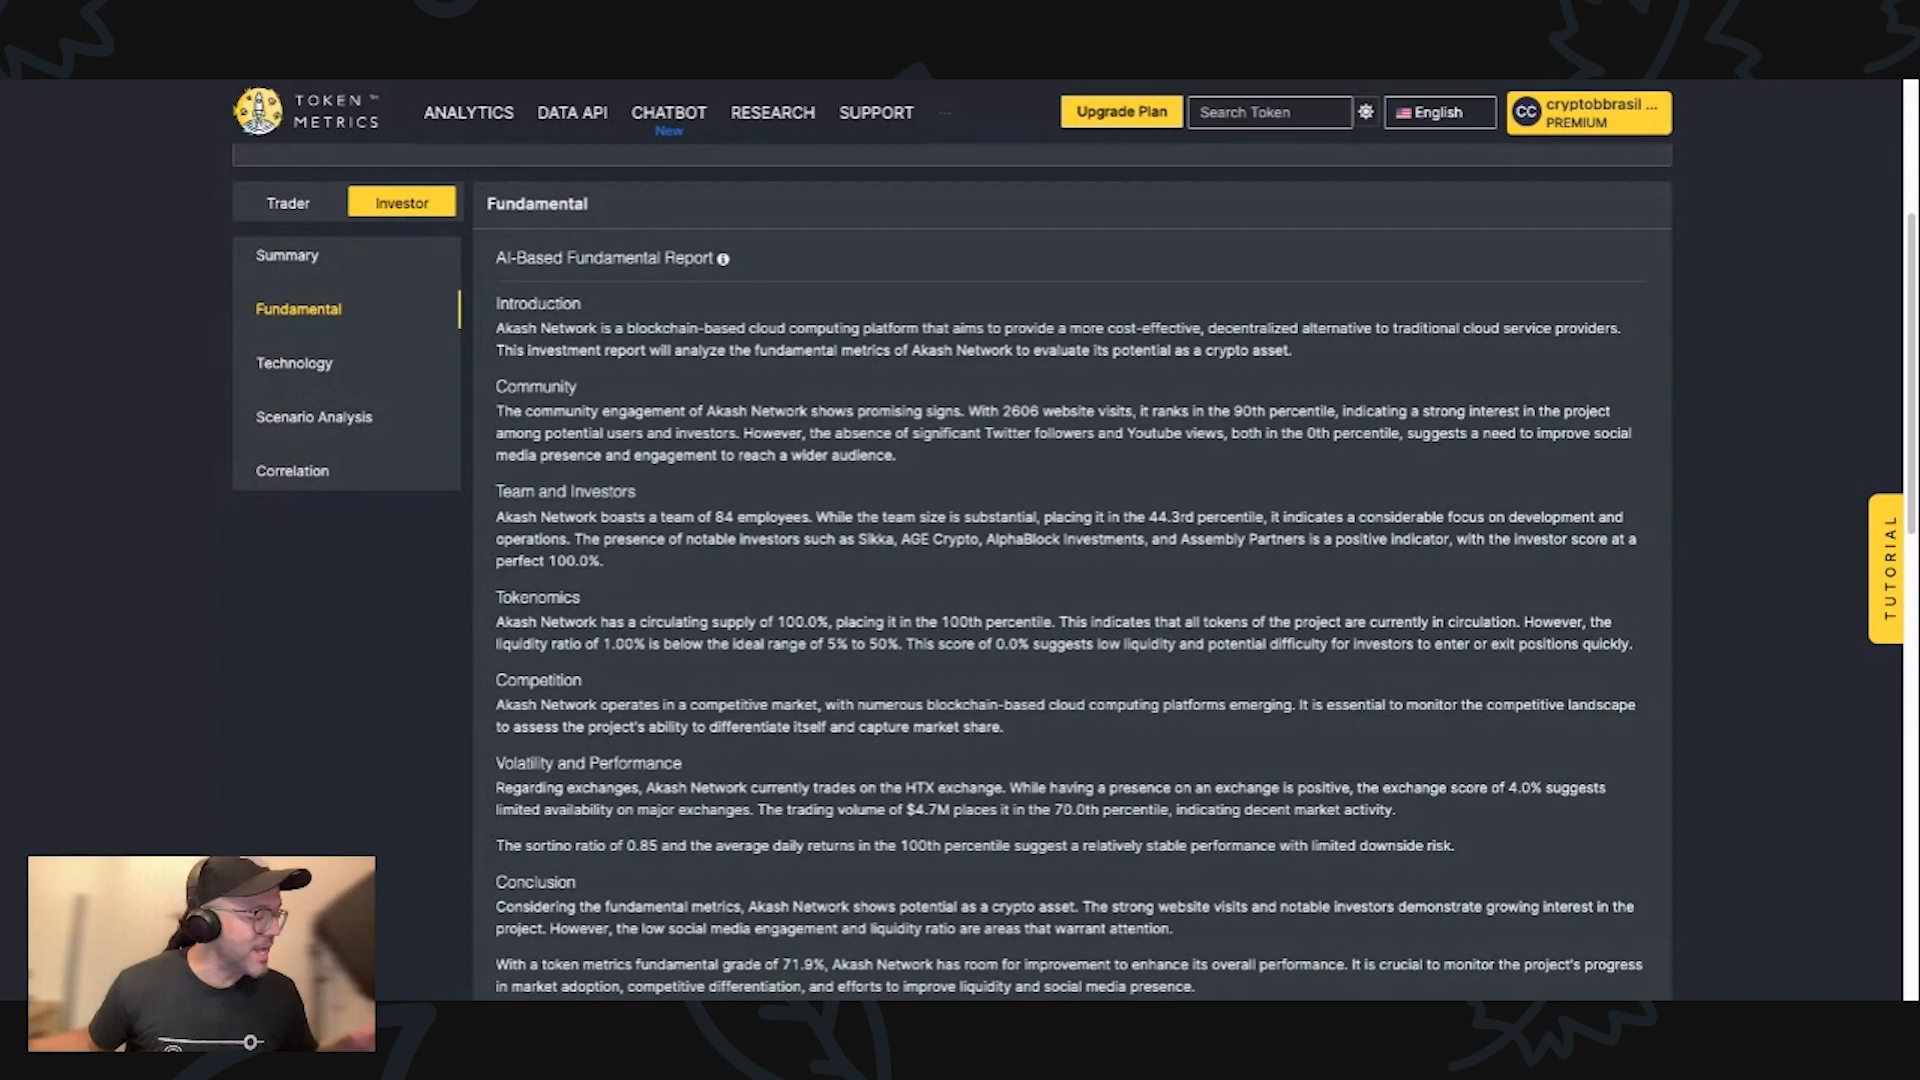 TOKEN ™
METRICS
ANALYTICS DATA API CHATBOT RESEARCH SUPPORT ...
New
Upgrade Plan
Search Token
English
CC
cryptobbrasil ...
PREMIUM
Trader Investor
Summary
Fundamental
Technology
Scenario Analysis
Correlation
Fundamental
AI-Based Fundamental Report
Introduction
Akash Network is a blockchain-based cloud computing platform that aims to provide a more cost-effective, decentralized alternative to traditional cloud service providers.
This investment report will analyze the fundamental metrics of Akash Network to evaluate its potential as a crypto asset.
Community
The community engagement of Akash Network shows promising signs. With 2606 website visits, it ranks in the 90th percentile, indicating a strong interest in the project
among potential users and investors. However, the absence of significant Twitter followers and Youtube views, both in the 0th percentile, suggests a need to improve social
media presence and engagement to reach a wider audience.
Team and Investors
Akash Network boasts a team of 84 employees. While the team size is substantial, placing it in the 44.3rd percentile, it indicates a considerable focus on development and
operations. The presence of notable investors such as Sikka, AGE Crypto, AlphaBlock Investments, and Assembly Partners is a positive indicator, with the investor score at a
perfect 100.0%.
Tokenomics
Akash Network has a circulating supply of 100.0%, placing it in the 100th percentile. This indicates that all tokens of the project are currently in circulation. However, the
liquidity ratio of 1.00% is below the ideal range of 5% to 50%. This score of 0.0% suggests low liquidity and potential difficulty for investors to enter or exit positions quickly.
Competition
Akash Network operates in a competitive market, with numerous blockchain-based cloud computing platforms emerging. It is essential to monitor the competitive landscape
to assess the project's ability to differentiate itself and capture market share.
Volatility and Performance
Regarding exchanges, Akash Network currently trades on the HTX exchange. While having a presence on an exchange is positive, the exchange score of 4.0% suggests
limited availability on major exchanges. The trading volume of $4.7M places it in the 70.0th percentile, indicating decent market activity.
The sortino ratio of 0.85 and the average daily returns in the 100th percentile suggest a relatively stable performance with limited downside risk.
Conclusion
Considering the fundamental metrics, Akash Network shows potential as a crypto asset. The strong website visits and notable investors demonstrate growing interest in the
project. However, the low social media engagement and liquidity ratio are areas that warrant attention.
With a token metrics fundamental grade of 71.9%, Akash Network has room for improvement to enhance its overall performance. It is crucial to monitor the project's progress
in market adoption, competitive differentiation, and efforts to improve liquidity and social media presence.
TUTORIAL